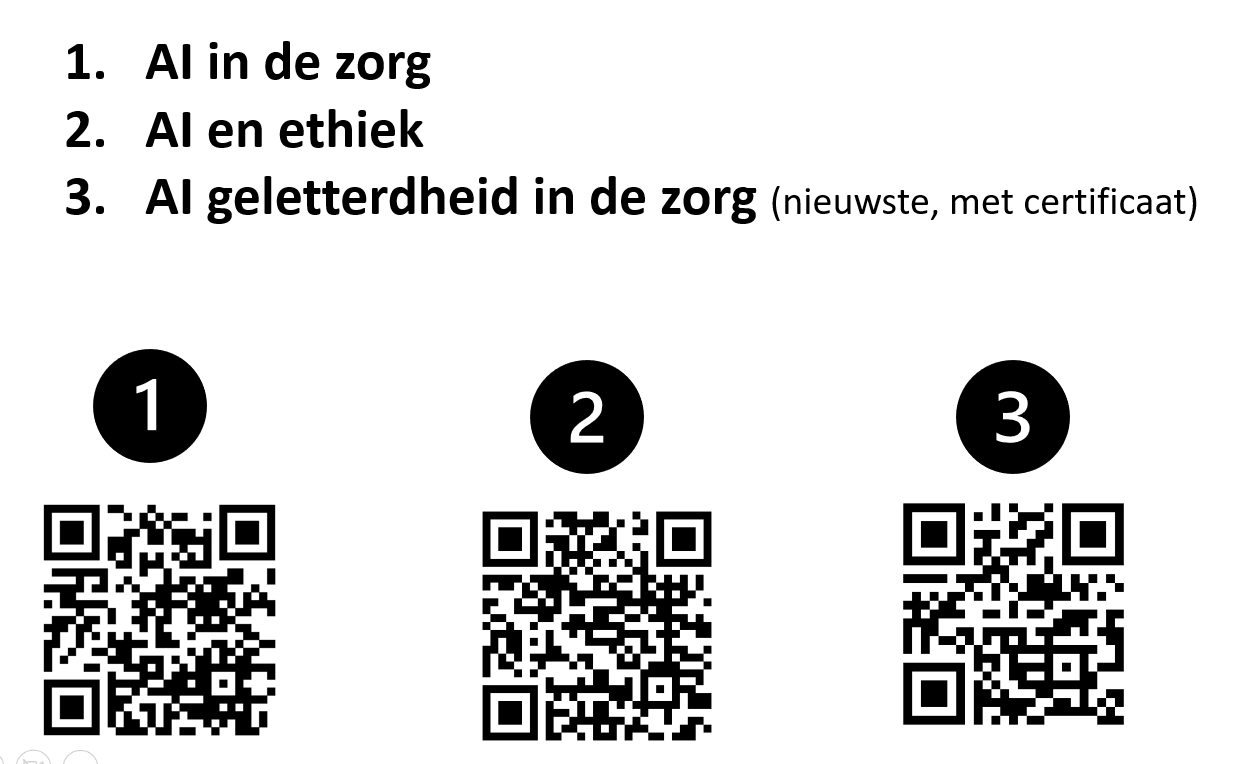 1. AI in de zorg
2. AI en ethiek
3. AI geletterdheid in de zorg (nieuwste, met certificaat)
1
2
3